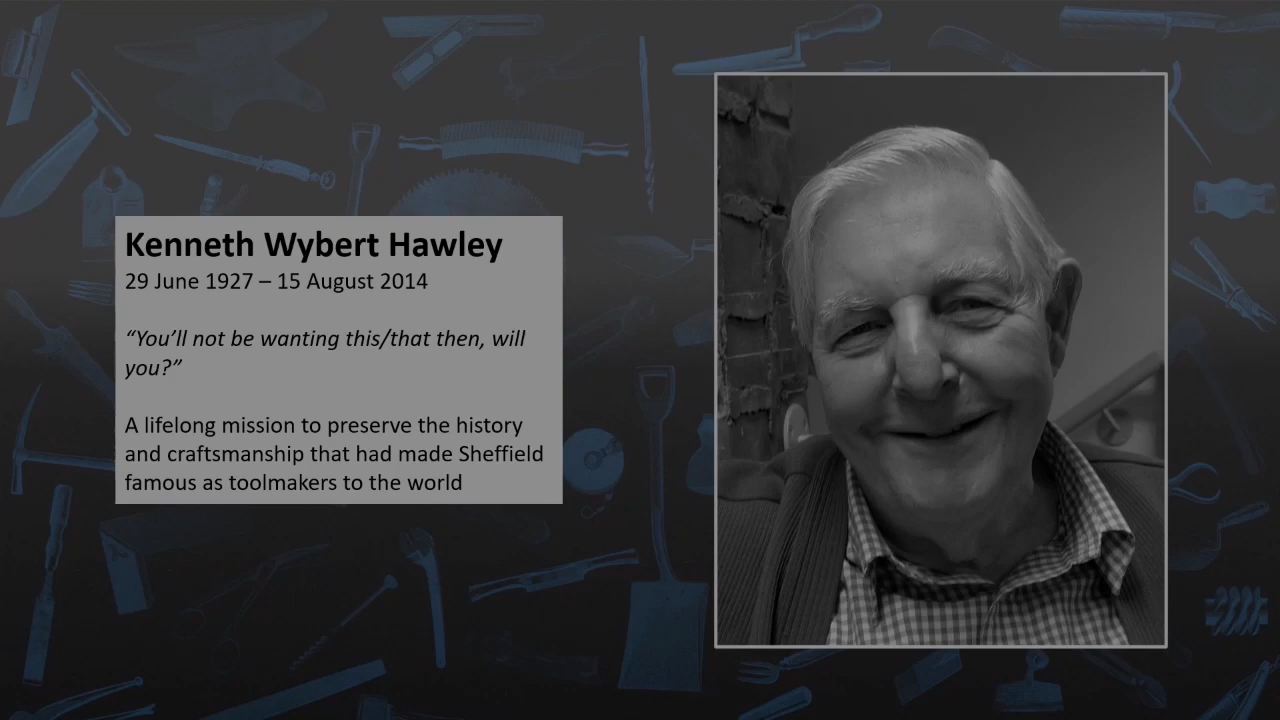 Kenneth Wybert Hawley
29 June 1927 – 15 August 2014
“You’ll not be wanting this/that then, will
you?”
A lifelong mission to preserve the history
and craftsmanship that had made Sheffield
famous as toolmakers to the world